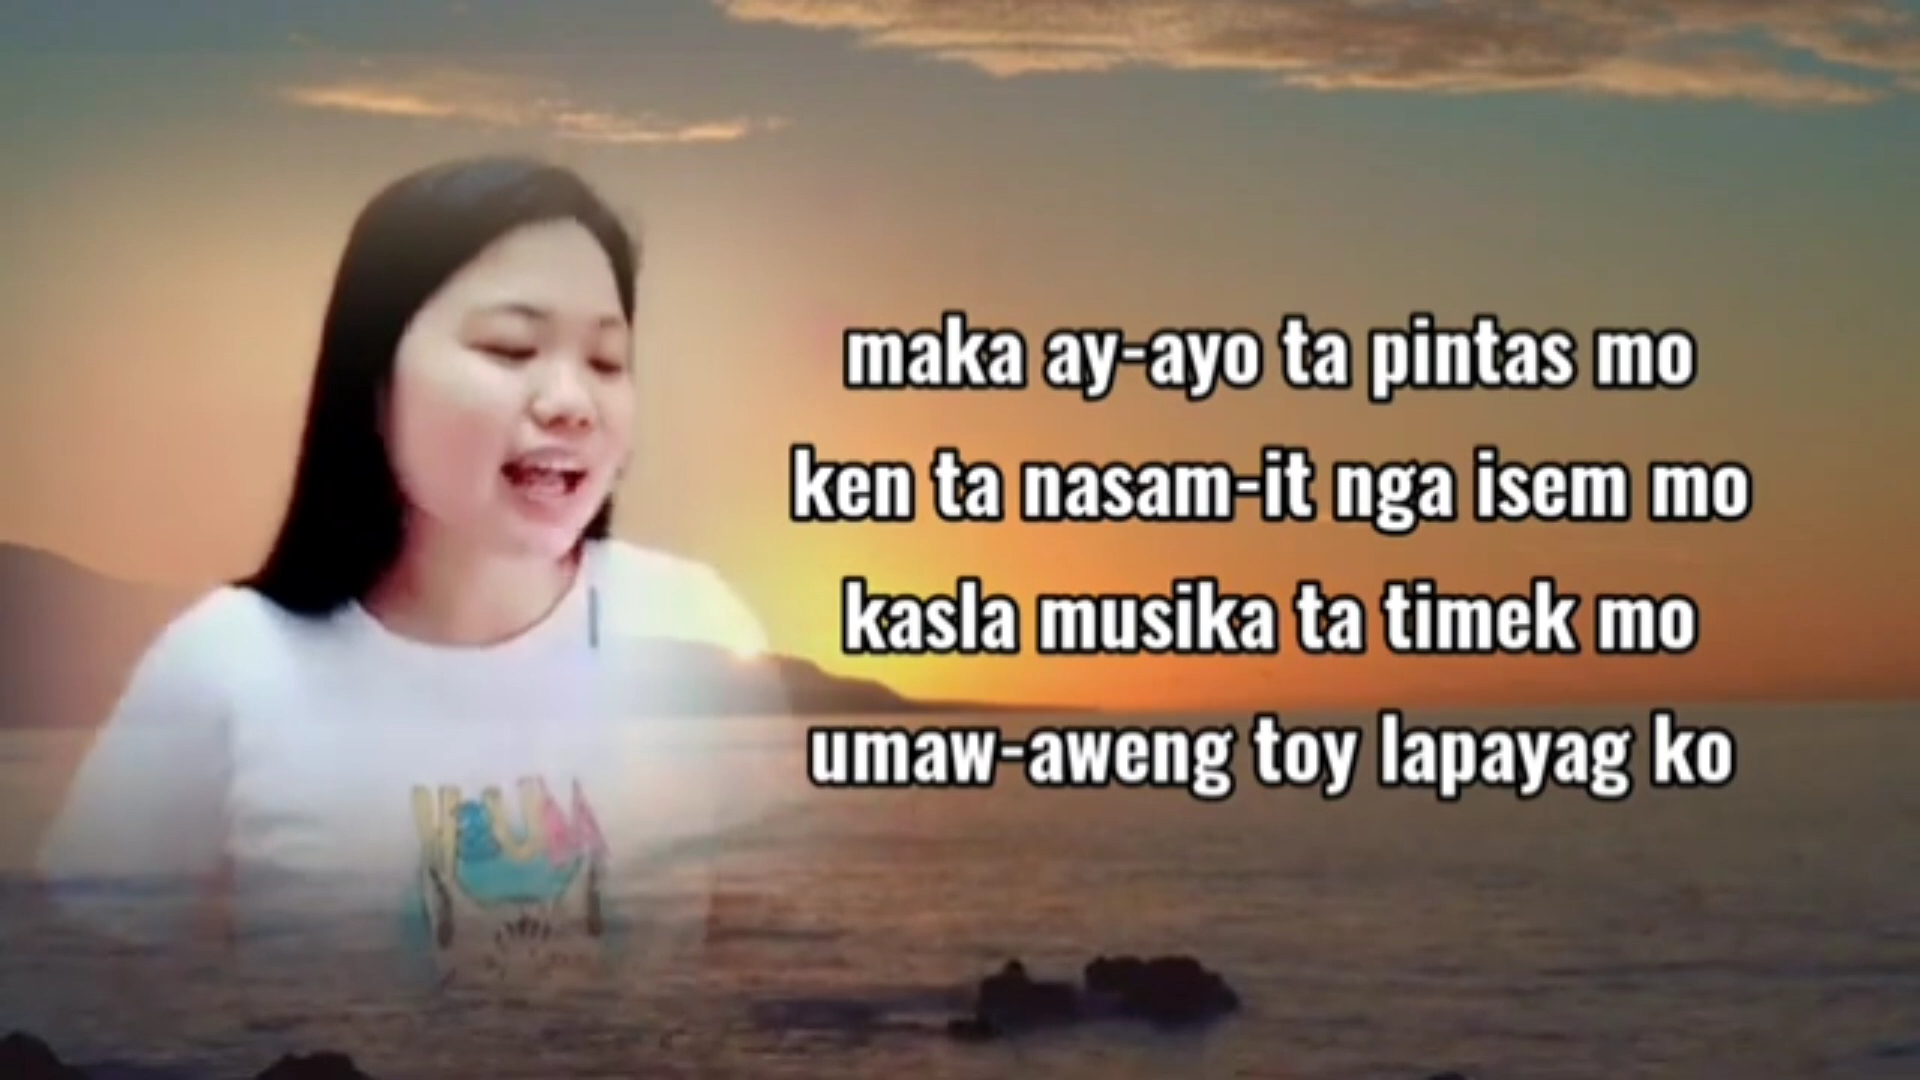 maka ay-ayo ta pintas mo
ken ta nasam-it nga isem mo
kasla musika ta timek mo
umaw-aweng toy lapayag ko